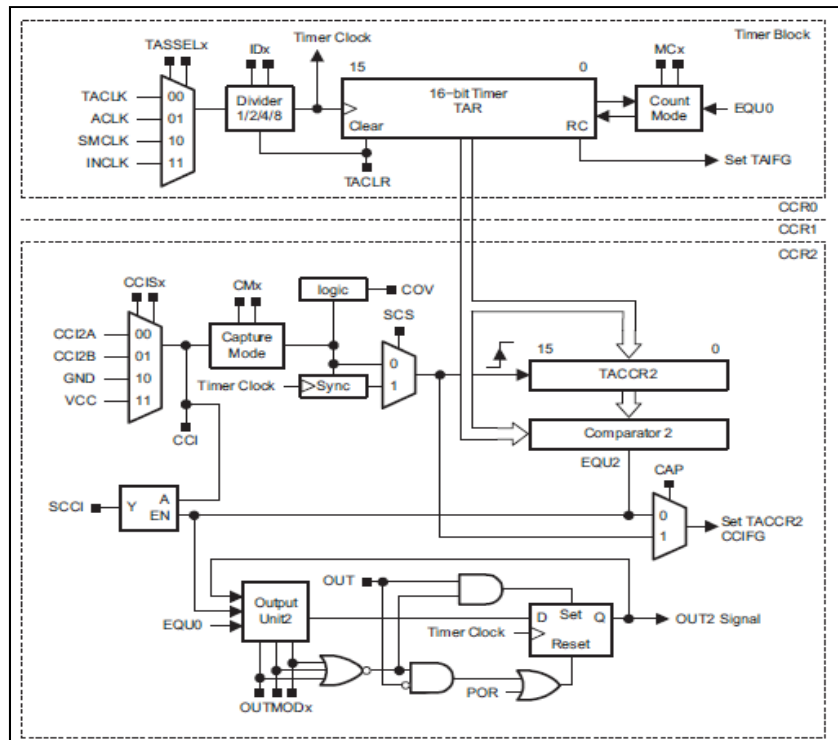 Timer Block
Timer Clock
TASSELx
IDx
15
0
MCx
TACLK
ACLK
SMCLK
INCLK
00
01
10
11
Divider
1/2/4/8
16−bit Timer
TAR
Clear
RC
Count
Mode
EQU0
Set TAIFG
TACLR
CCR0
CCR1
CCR2
CCISx
CMx
logic
COV
SCS
CCI2A
CCI2B
GND
VCC
00
01
10
11
Capture
Mode
Timer Clock
Sync
0
1
15
0
TACCR2
CCI
Comparator 2
EQU2
CAP
SCCI
Y
A
EN
0
1
Set TACCR2
CCIFG
OUT
EQU0
Output
Unit2
Timer Clock
D
Set
Q
Reset
OUT2 Signal
POR
OUTMODx